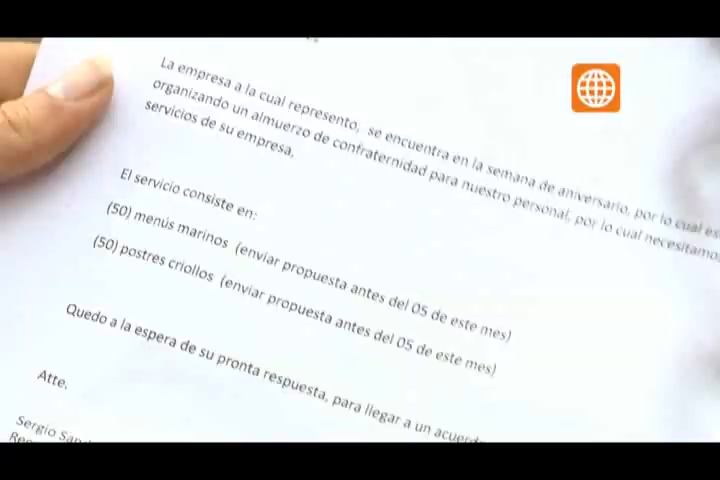 La empresa a la cual represento, se encuentra en la semana de aniversario, por lo cual es
organizando un almuerzo de confraternidad para nuestro personal, por lo cual necesitamos
servicios de su empresa,
El servicio consiste en:
(50) menús marinos (enviar propuesta antes del 05 de este mes)
(50) postres criollos (enviar propuesta antes del 05 de este mes)
Quedo a la espera de su pronta respuesta, para llegar a un acuerdo
Atte.
Sergio